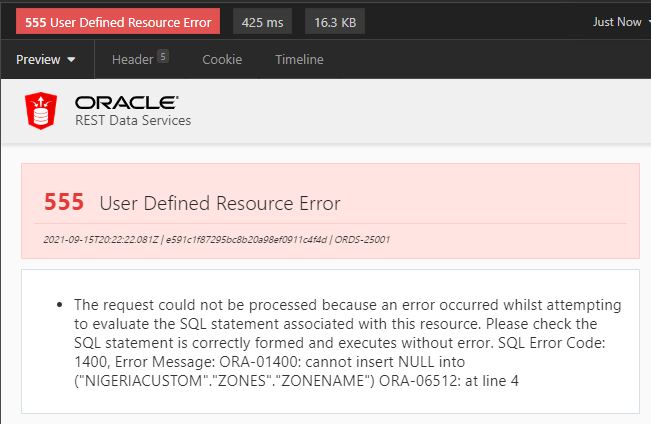 555 User Defined Resource Error 425 ms 16.3 KB Just Now
Preview Header 5 Cookie Timeline
ORACLE
REST Data Services
555 User Defined Resource Error
2021-09-15T20:22:22.081Z | e591c1f87295bc8b20a98ef0911c4f4d | ORDS-25001
• The request could not be processed because an error occurred whilst attempting
to evaluate the SQL statement associated with this resource. Please check the
SQL statement is correctly formed and executes without error. SQL Error Code:
1400, Error Message: ORA-01400: cannot insert NULL into
("NIGERIACUSTOM"."ZONES"."ZONENAME") ORA-06512: at line 4